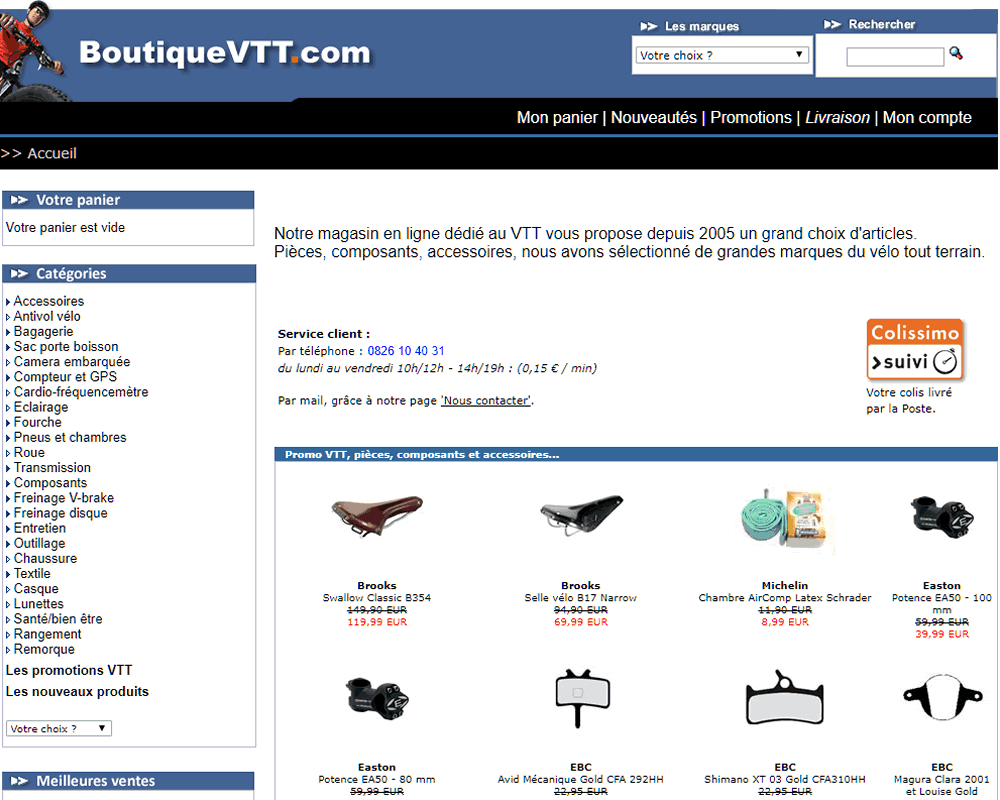 BoutiqueVTT.com
Les marques
Votre choix ?
Rechercher
Mon panier | Nouveautés | Promotions | Livraison | Mon compte
>> Accueil
Votre panier
Votre panier est vide
Catégories
Accessoires
Antivol vélo
Bagagerie
Sac porte boisson
Camera embarquée
Compteur et GPS
Cardio-fréquencemètre
Eclairage
Fourche
Pneus et chambres
Roue
Transmission
Composants
Freinage V-brake
Freinage disque
Entretien
Outillage
Chaussure
Textile
Casque
Lunettes
Santé/bien être
Rangement
Remorque
Les promotions VTT
Les nouveaux produits
Votre choix ?
Meilleures ventes
Notre magasin en ligne dédié au VTT vous propose depuis 2005 un grand choix d'articles.
Pièces, composants, accessoires, nous avons sélectionné de grandes marques du vélo tout terrain.
Service client :
Par téléphone : 0826 10 40 31
du lundi au vendredi 10h/12h - 14h/19h : (0,15 € / min)
Par mail, grâce à notre page 'Nous contacter'.
Colissimo
suivi
Votre colis livré
par la Poste.
Promo VTT, pièces, composants et accessoires...
Brooks
Swallow Classic B354
149,90 EUR
119,99 EUR
Brooks
Selle vélo B17 Narrow
94,90 EUR
69,99 EUR
Michelin
Chambre AirComp Latex Schrader
11,90 EUR
8,99 EUR
Easton
Potence EA50 - 100
mm
59,99 EUR
39,99 EUR
Easton
Potence EA50 - 80 mm
59,99 EUR
EBC
Avid Mécanique Gold CFA 292HH
22,95 EUR
EBC
Shimano XT 03 Gold CFA310HH
22,95 EUR
EBC
Magura Clara 2001
et Louise Gold